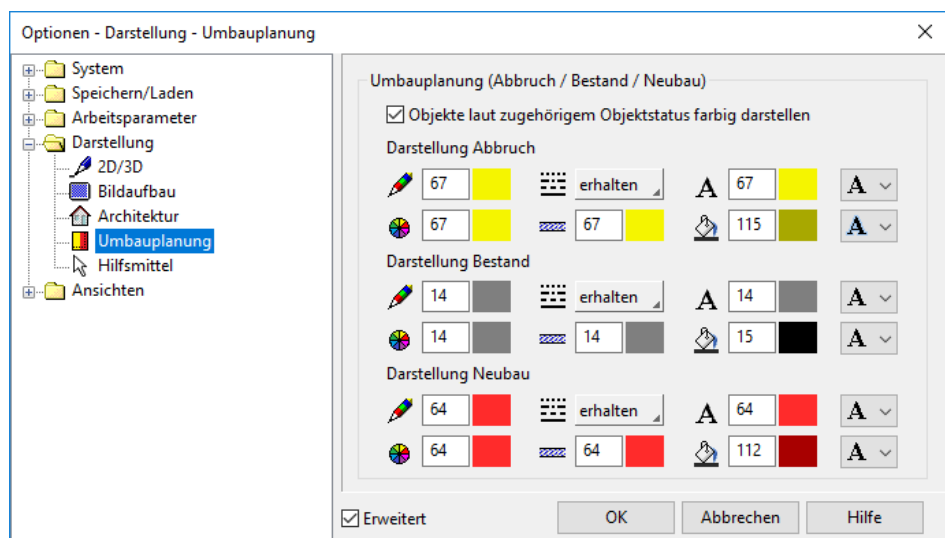 Optionen - Darstellung - Umbauplanung
System
Speichern/Laden
Arbeitsparameter
Darstellung
2D/3D
Bildaufbau
Architektur
Umbauplanung
Hilfsmittel
Ansichten
Umbauplanung (Abbruch / Bestand / Neubau)
Objekte laut zugehörigem Objektstatus farbig darstellen
Darstellung Abbruch
67 erhalten A 67 A
67 67 115 A
Darstellung Bestand
14 erhalten A 14 A
14 14 15 A
Darstellung Neubau
64 erhalten A 64 A
64 64 112 A
Erweitert OK Abbrechen Hilfe